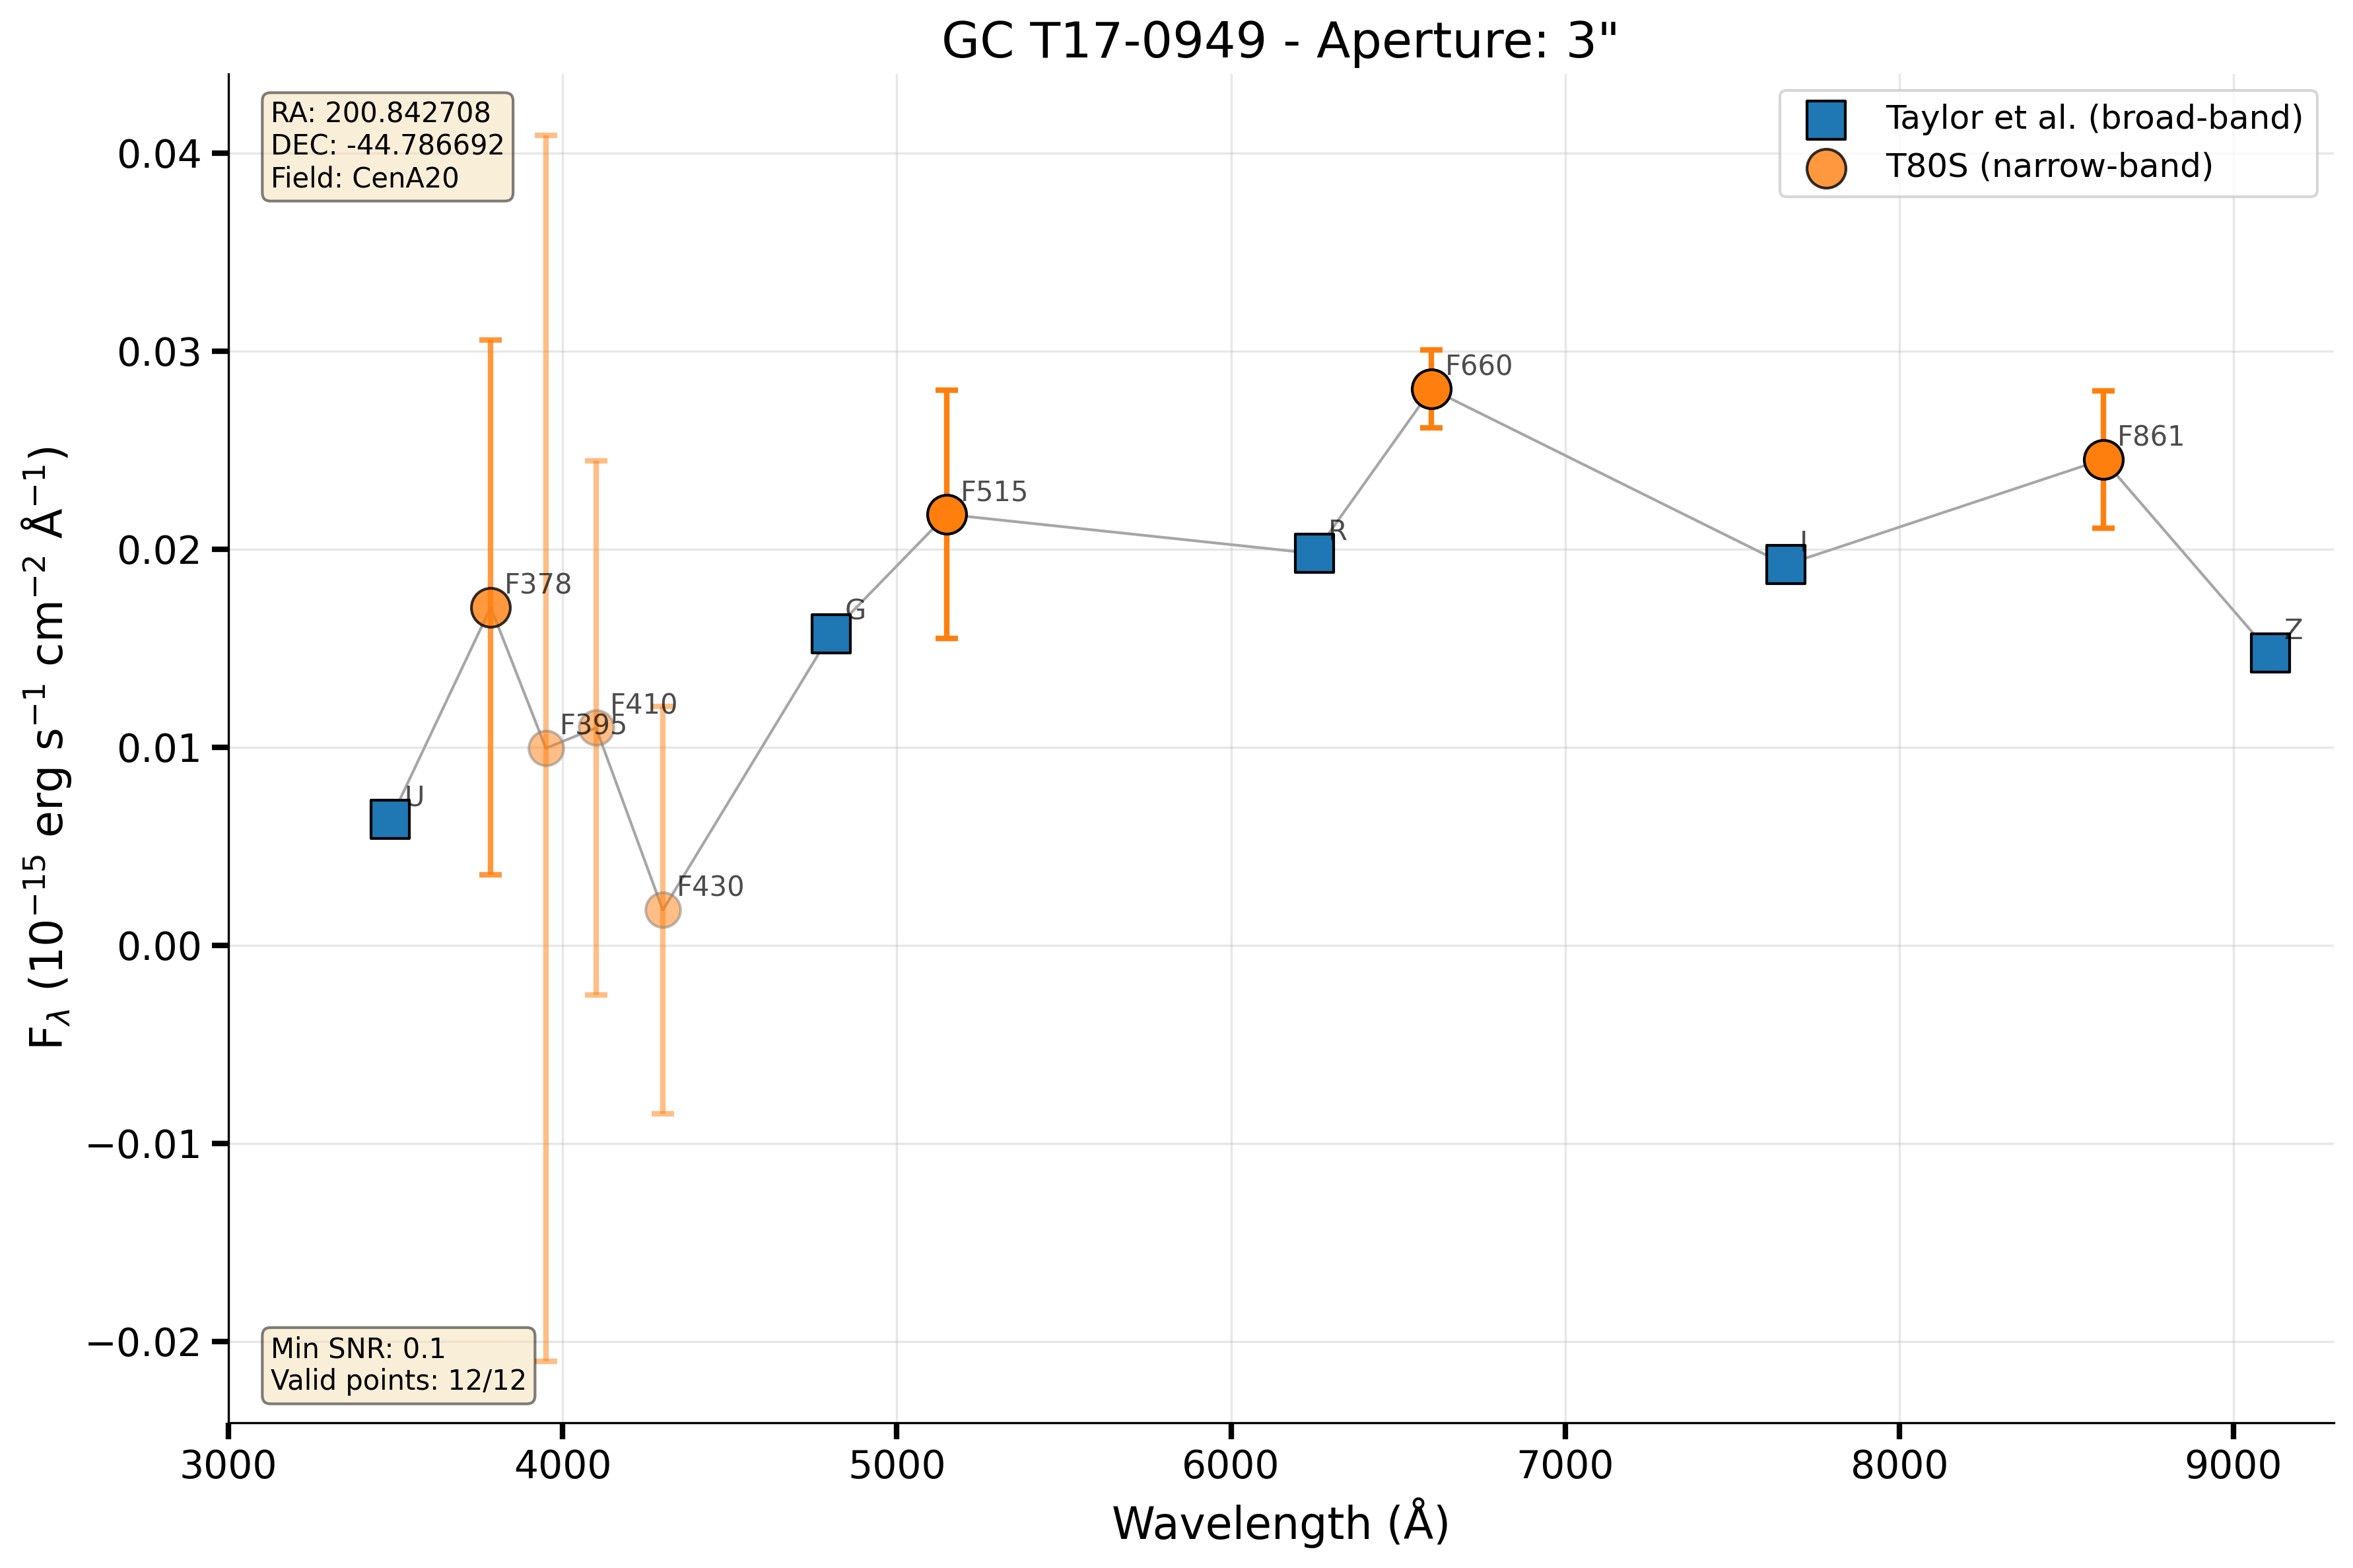 GC T17-0949 - Aperture: 3"
RA: 200.842708
DEC: -44.786692
Field: CenA20
Taylor et al. (broad-band)
T80S (narrow-band)
0.04
0.03
0.02
0.01
0.00
−0.01
−0.02
F_λ (10⁻¹⁵ erg s⁻¹ cm⁻² Å⁻¹)
U
F378
F395
F410
F430
G
F515
R
F660
I
F861
Z
Min SNR: 0.1
Valid points: 12/12
3000 4000 5000 6000 7000 8000 9000
Wavelength (Å)